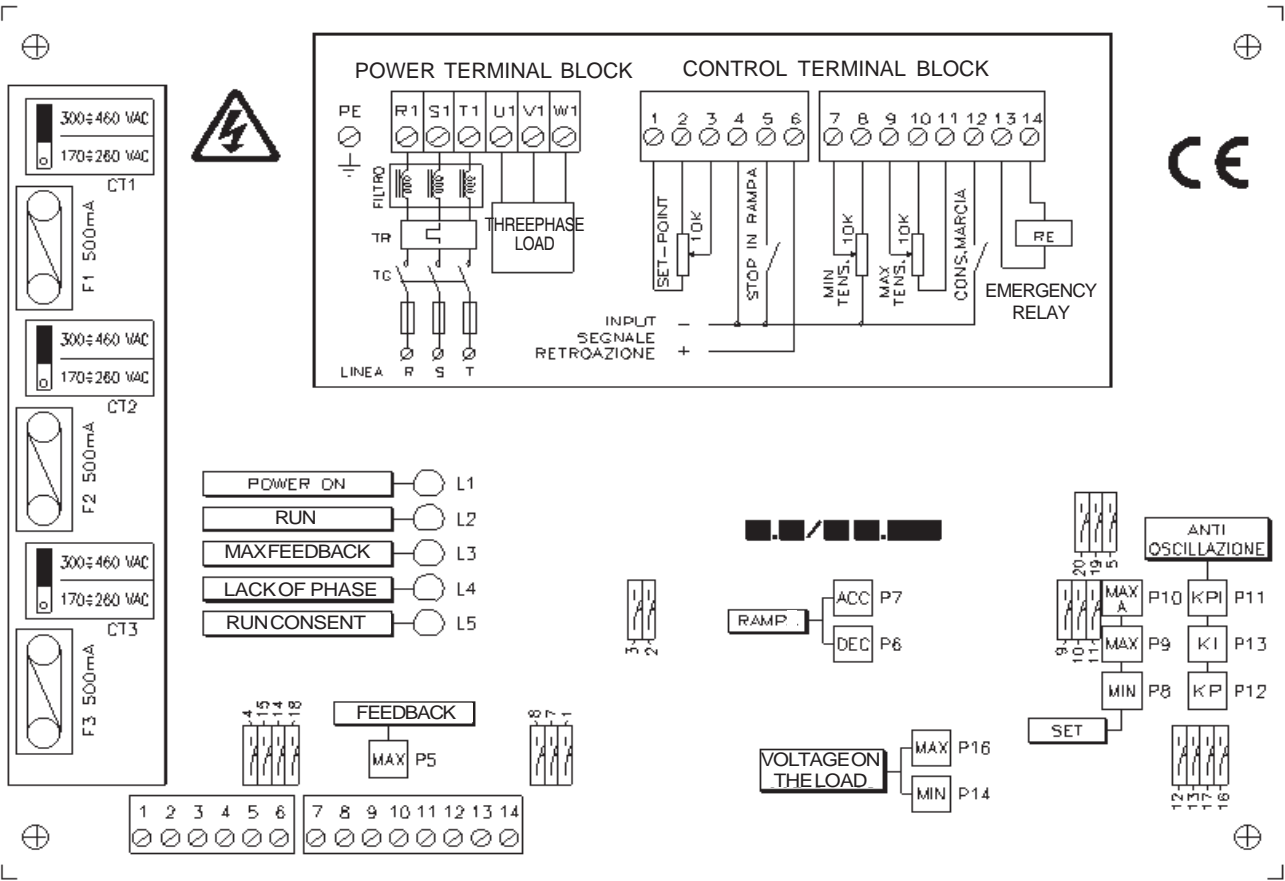 POWER TERMINAL BLOCK
CONTROL TERMINAL BLOCK
PE
R1 S1 T1 U1 V1 W1
1 2 3 4 5 6
7 8 9 10 11 12 13 14
FILTRO
TR
TG
THREEPHASE
LOAD
LINEA R S T
SET-POINT
10K
STOP IN RAMPA
MIN
TENS.
10K
MAX
TENS.
10K
CONS.MARCIA
RE
EMERGENCY
RELAY
INPUT -
SEGNALE
RETROAZIONE +
CE
300÷460 VAC
170÷260 VAC
CT1
F1 500mA
300÷460 VAC
170÷260 VAC
CT2
F2 500mA
300÷460 VAC
170÷260 VAC
CT3
F3 500mA
POWER ON L1
RUN L2
MAX FEEDBACK L3
LACK OF PHASE L4
RUN CONSENT L5
3 2
RAMP
ACC P7
DEC P6
20 19 5
ANTI
OSCILLAZIONE
9 10 11
MAX
A
P10
KPI P11
MAX P9
KI P13
MIN P8
KP P12
SET
4 15 14 18
FEEDBACK
MAX P5
8 7 1
VOLTAGE ON
THE LOAD
MAX P16
MIN P14
12 13 17 16
1 2 3 4 5 6
7 8 9 10 11 12 13 14